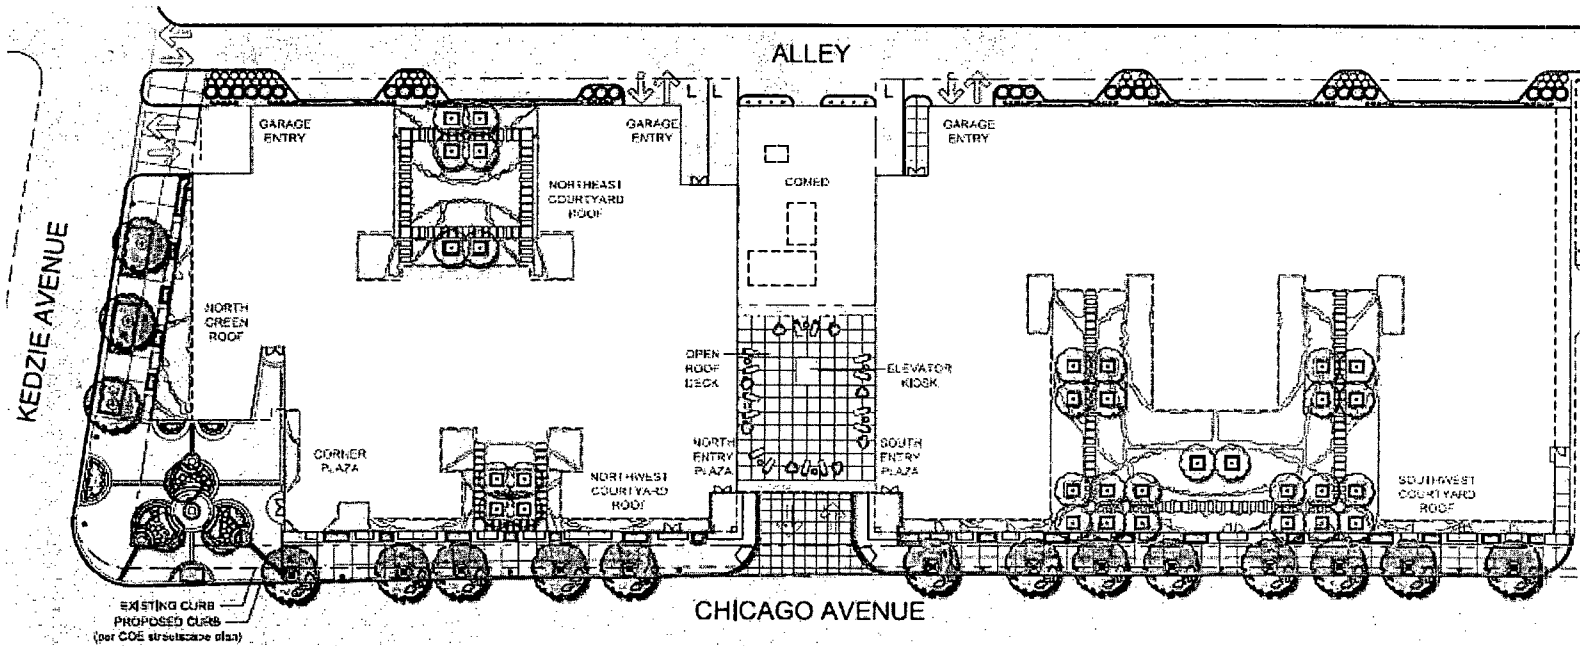 ALLEY
L
L
L
L
GARAGE
ENTRY
GARAGE
ENTRY
GARAGE
ENTRY
NORTHEAST
COURTYARD
ROOF
COMED
KEDZIE AVENUE
NORTH
GREEN
ROOF
OPEN
ROOF
DECK
ELEVATOR
KIOSK
CORNER
PLAZA
NORTH
ENTRY
PLAZA
SOUTH
ENTRY
PLAZA
NORTHWEST
COURTYARD
ROOF
SOUTHWEST
COURTYARD
ROOF
EXISTING CURB
PROPOSED CURB
(per COE streetscape plan)
CHICAGO AVENUE